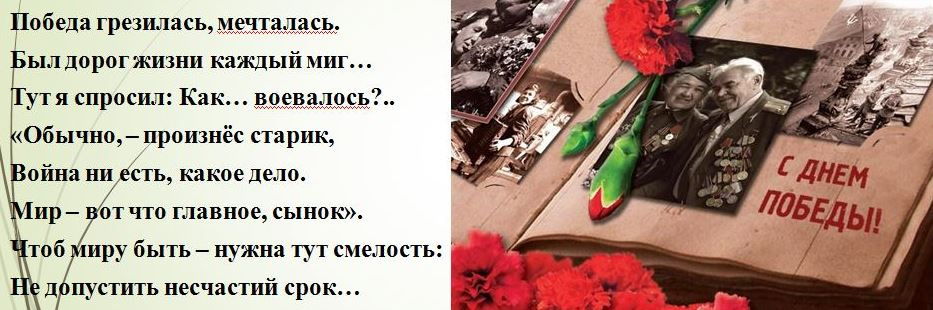 Победа грезилась, мечталась.
Был дорог жизни каждый миг…
Тут я спросил: Как… воевалось?..
«Обычно, – произнёс старик,
Война ни есть, какое дело.
Мир – вот что главное, сынок».
Чтоб миру быть – нужна тут смелость:
Не допустить несчастий срок…
С ДНЕМ
ПОБЕДЫ!